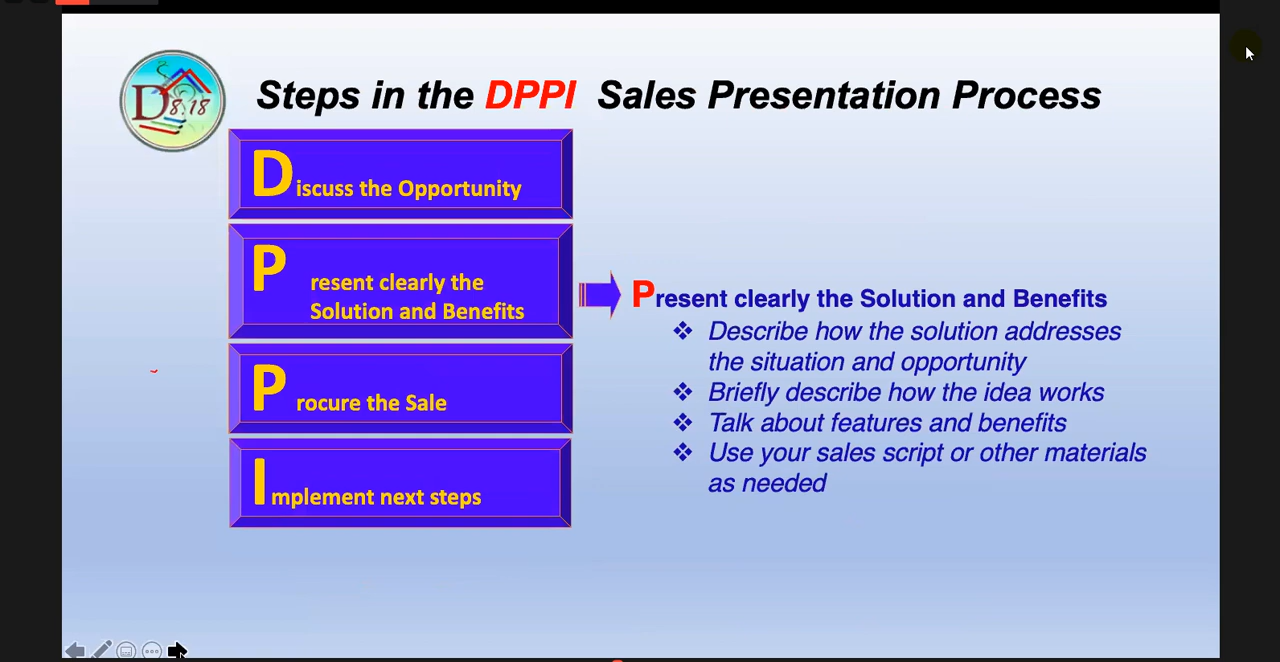 D 8:18
Steps in the DPPI Sales Presentation Process
Discuss the Opportunity
Present clearly the
Solution and Benefits
Procure the Sale
Implement next steps
Present clearly the Solution and Benefits
Describe how the solution addresses
the situation and opportunity
Briefly describe how the idea works
Talk about features and benefits
Use your sales script or other materials
as needed